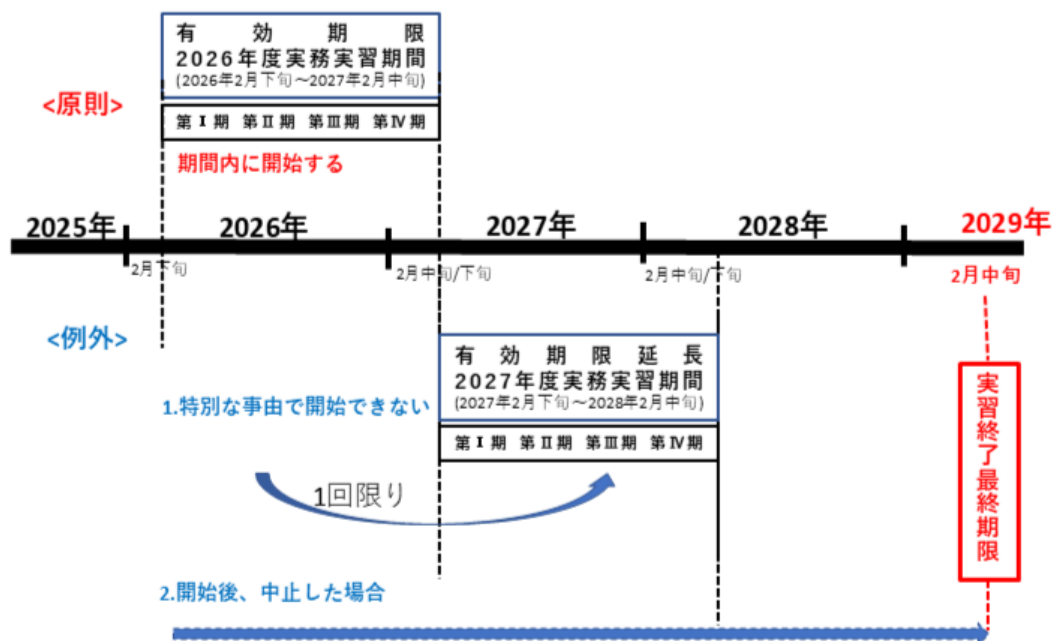 有効期限
2026年度実務実習期間
(2026年2月下旬~2027年2月中旬)
<原則>
第Ⅰ期 第Ⅱ期 第Ⅲ期 第Ⅳ期
期間内に開始する
2025年 2026年 2027年 2028年 2029年
2月下旬 2月中旬/下旬 2月中旬/下旬 2月中旬
<例外>
有効期限延長
2027年度実務実習期間
(2027年2月下旬~2028年2月中旬)
1.特別な事由で開始できない
第Ⅰ期 第Ⅱ期 第Ⅲ期 第Ⅳ期
1回限り
実習終了最終期限
2.開始後、中止した場合